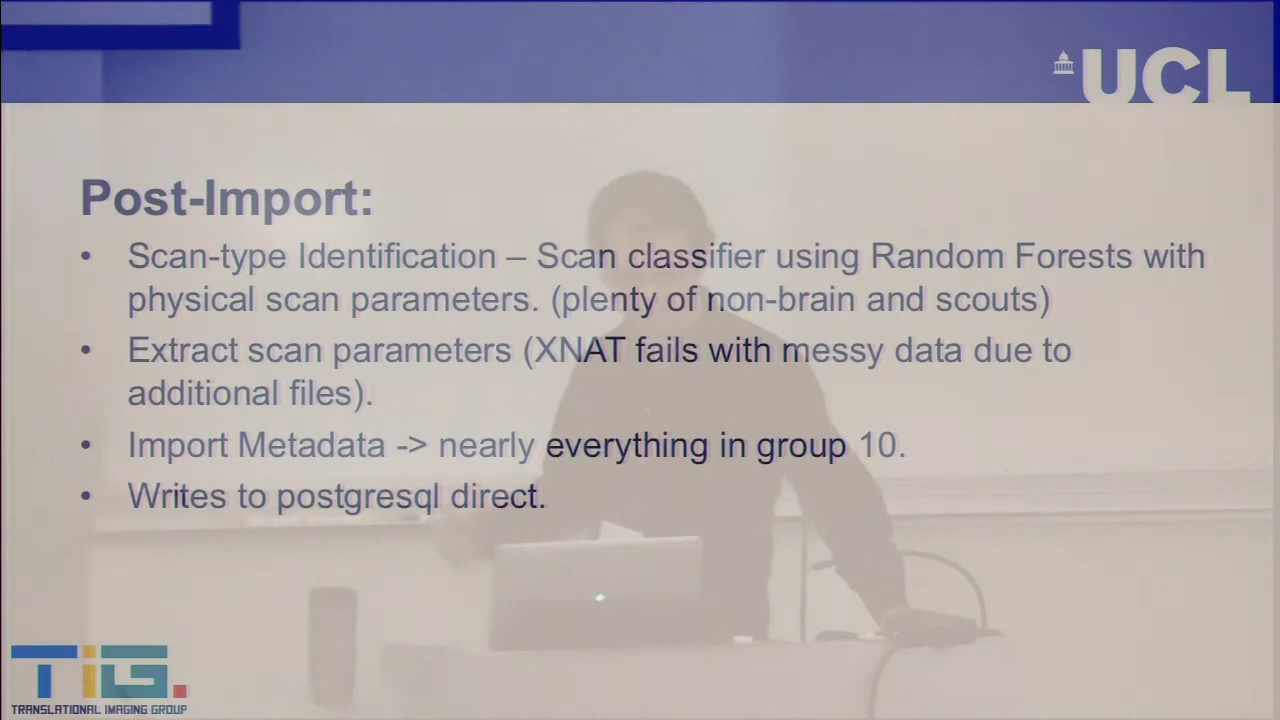 UCL
Post-Import:
• Scan-type Identification – Scan classifier using Random Forests with
physical scan parameters. (plenty of non-brain and scouts)
• Extract scan parameters (XNAT fails with messy data due to
additional files).
• Import Metadata -> nearly everything in group 10.
• Writes to postgresql direct.
TIG.
TRANSLATIONAL IMAGING GROUP